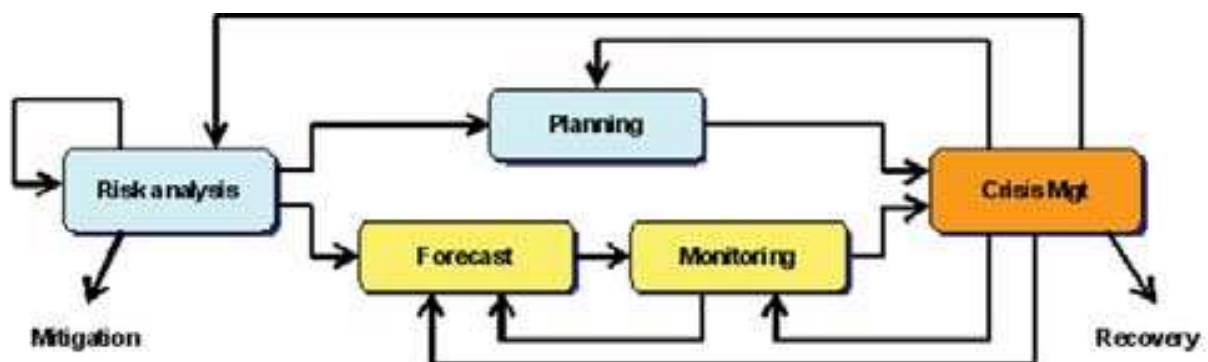 Planning
Risk analysis
Crisis Mgt
Forecast
Monitoring
Mitigation
Recovery